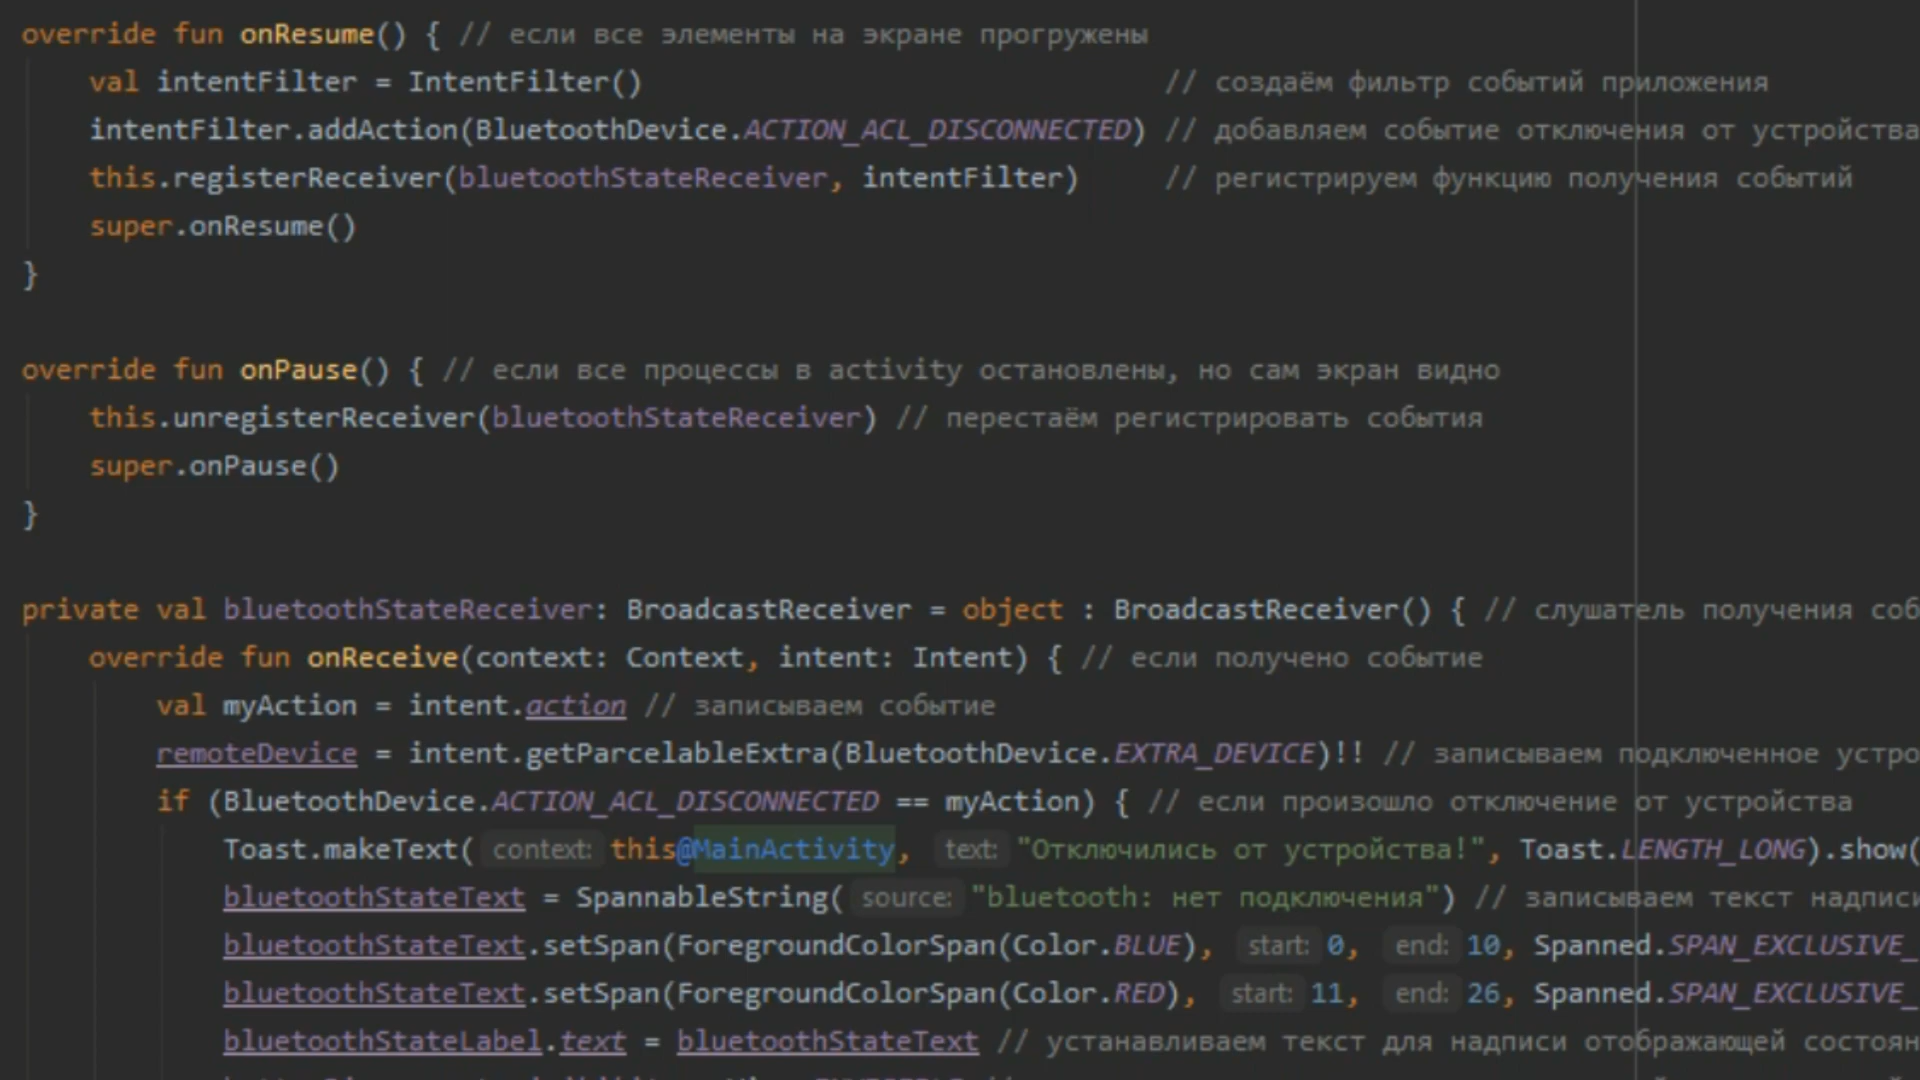 override fun onResume() { // если все элементы на экране прогружены
val intentFilter = IntentFilter() // создаём фильтр событий приложения
intentFilter.addAction(BluetoothDevice.ACTION_ACL_DISCONNECTED) // добавляем событие отключения от устройства
this.registerReceiver(bluetoothStateReceiver, intentFilter) // регистрируем функцию получения событий
super.onResume()
}
override fun onPause() { // если все процессы в activity остановлены, но сам экран видно
this.unregisterReceiver(bluetoothStateReceiver) // перестаём регистрировать события
super.onPause()
}
private val bluetoothStateReceiver: BroadcastReceiver = object : BroadcastReceiver() { // слушатель получения соб
override fun onReceive(context: Context, intent: Intent) { // если получено событие
val myAction = intent.action // записываем событие
remoteDevice = intent.getParcelableExtra(BluetoothDevice.EXTRA_DEVICE)!! // записываем подключенное устро
if (BluetoothDevice.ACTION_ACL_DISCONNECTED == myAction) { // если произошло отключение от устройства
Toast.makeText( context: this@MainActivity, text: "Отключились от устройства!", Toast.LENGTH_LONG).show(
bluetoothStateText = SpannableString( source: "bluetooth: нет подключения") // записываем текст надписи
bluetoothStateText.setSpan(ForegroundColorSpan(Color.BLUE), start: 0, end: 10, Spanned.SPAN_EXCLUSIVE_
bluetoothStateText.setSpan(ForegroundColorSpan(Color.RED), start: 11, end: 26, Spanned.SPAN_EXCLUSIVE_
bluetoothStateLabel.text = bluetoothStateText // устанавливаем текст для надписи отображающей состоян